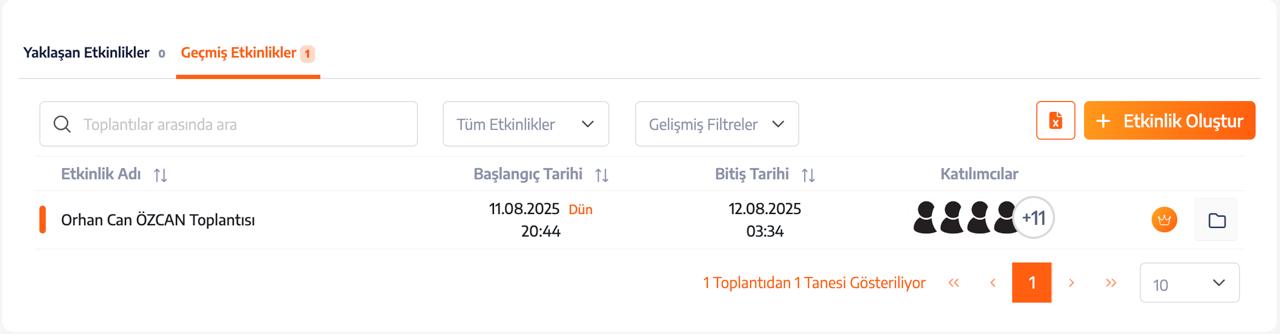 Yaklaşan Etkinlikler 0 Geçmiş Etkinlikler 1
Toplantılar arasında ara Tüm Etkinlikler Gelişmiş Filtreler + Etkinlik Oluştur
Etkinlik Adı Başlangıç Tarihi Bitiş Tarihi Katılımcılar
Orhan Can ÖZCAN Toplantısı 11.08.2025 Dün 20:44 12.08.2025 03:34 +11
1 Toplantıdan 1 Tanesi Gösteriliyor « ‹ 1 › » 10